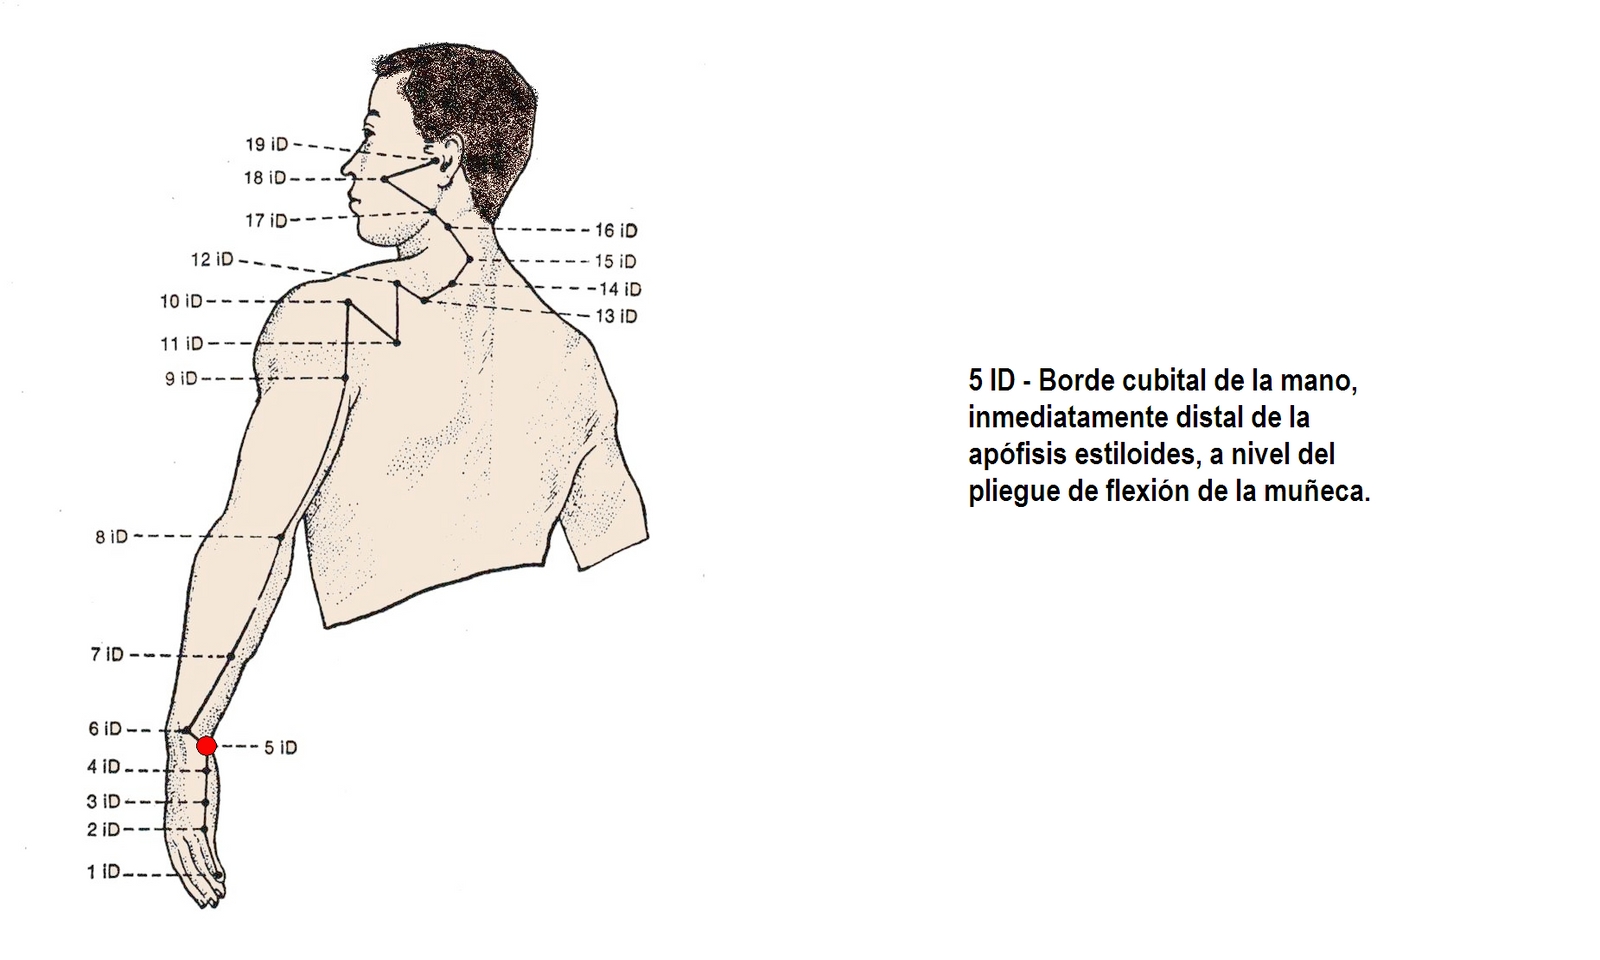 19 iD
18 iD
17 iD
16 iD
12 iD
15 iD
14 iD
10 iD
13 iD
11 iD
9 iD
5 ID - Borde cubital de la mano,
inmediatamente distal de la
apófisis estiloides, a nivel del
pliegue de flexión de la muñeca.
8 iD
7 iD
6 iD
5 iD
4 iD
3 iD
2 iD
1 iD